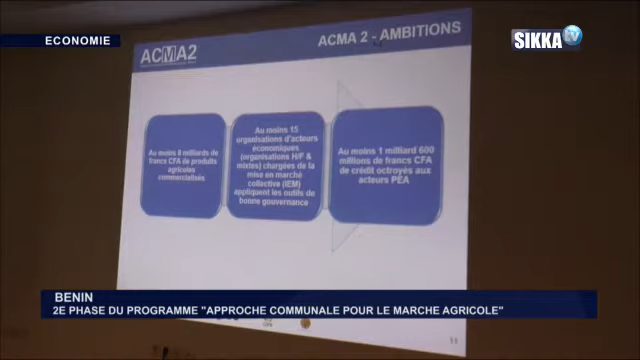 ECONOMIE
SIKKA tv
ACMA2
ACMA 2 - AMBITIONS
Au moins 8 milliards de
francs CFA de produits
agricoles
commercialisés
Au moins 15
organisations d'acteurs
économiques
(organisations H/F &
mixtes) chargées de la
mise en marché
collective (IEM)
appliquent les outils de
bonne gouvernance
Au moins 1 milliard 600
millions de francs CFA
de crédit octroyés aux
acteurs PEA
BENIN
2E PHASE DU PROGRAMME "APPROCHE COMMUNALE POUR LE MARCHE AGRICOLE"
11